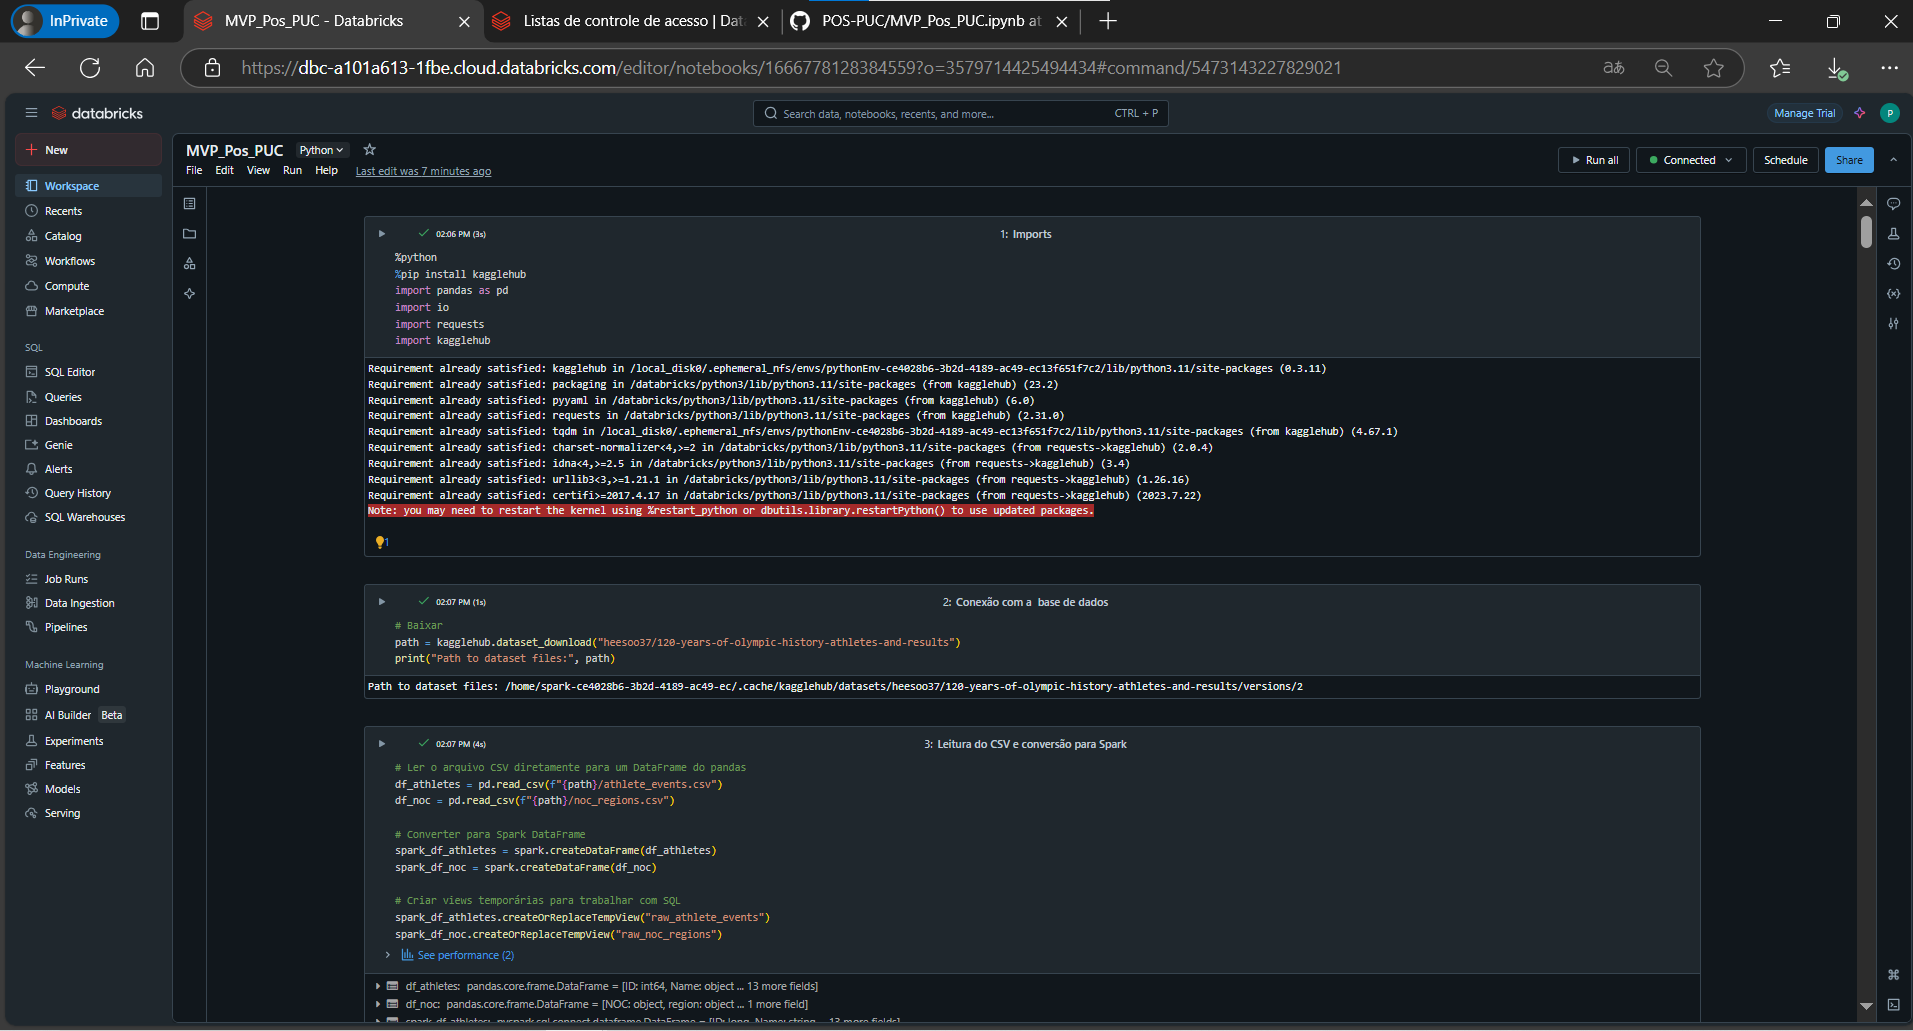 InPrivate
MVP_Pos_PUC - Databricks
Listas de controle de acesso | Dat
POS-PUC/MVP_Pos_PUC.ipynb at
https://dbc-a101a613-1fbe.cloud.databricks.com/editor/notebooks/1666778128384559?o=3579714425494434#command/5473143227829021
databricks
Search data, notebooks, recents, and more...
CTRL + P
Manage Trial
P
New
Workspace
Recents
Catalog
Workflows
Compute
Marketplace
SQL
SQL Editor
Queries
Dashboards
Genie
Alerts
Query History
SQL Warehouses
Data Engineering
Job Runs
Data Ingestion
Pipelines
Machine Learning
Playground
AI Builder Beta
Experiments
Features
Models
Serving
MVP_Pos_PUC
Python
File Edit View Run Help Last edit was 7 minutes ago
Run all
Connected
Schedule
Share
02:06 PM (3s)
1: Imports
%python
%pip install kagglehub
import pandas as pd
import io
import requests
import kagglehub
Requirement already satisfied: kagglehub in /local_disk0/.ephemeral_nfs/envs/pythonEnv-ce4028b6-3b2d-4189-ac49-ec13f651f7c2/lib/python3.11/site-packages (0.3.11)
Requirement already satisfied: packaging in /databricks/python3/lib/python3.11/site-packages (from kagglehub) (23.2)
Requirement already satisfied: pyyaml in /databricks/python3/lib/python3.11/site-packages (from kagglehub) (6.0)
Requirement already satisfied: requests in /databricks/python3/lib/python3.11/site-packages (from kagglehub) (2.31.0)
Requirement already satisfied: tqdm in /local_disk0/.ephemeral_nfs/envs/pythonEnv-ce4028b6-3b2d-4189-ac49-ec13f651f7c2/lib/python3.11/site-packages (from kagglehub) (4.67.1)
Requirement already satisfied: charset-normalizer<4,>=2 in /databricks/python3/lib/python3.11/site-packages (from requests->kagglehub) (2.0.4)
Requirement already satisfied: idna<4,>=2.5 in /databricks/python3/lib/python3.11/site-packages (from requests->kagglehub) (3.4)
Requirement already satisfied: urllib3<3,>=1.21.1 in /databricks/python3/lib/python3.11/site-packages (from requests->kagglehub) (1.26.16)
Requirement already satisfied: certifi>=2017.4.17 in /databricks/python3/lib/python3.11/site-packages (from requests->kagglehub) (2023.7.22)
Note: you may need to restart the kernel using %restart_python or dbutils.library.restartPython() to use updated packages.
1
02:07 PM (1s)
2: Conexão com a base de dados
# Baixar
path = kagglehub.dataset_download("heesoo37/120-years-of-olympic-history-athletes-and-results")
print("Path to dataset files:", path)
Path to dataset files: /home/spark-ce4028b6-3b2d-4189-ac49-ec/.cache/kagglehub/datasets/heesoo37/120-years-of-olympic-history-athletes-and-results/versions/2
02:07 PM (4s)
3: Leitura do CSV e conversão para Spark
# Ler o arquivo CSV diretamente para um DataFrame do pandas
df_athletes = pd.read_csv(f"{path}/athlete_events.csv")
df_noc = pd.read_csv(f"{path}/noc_regions.csv")
# Converter para Spark DataFrame
spark_df_athletes = spark.createDataFrame(df_athletes)
spark_df_noc = spark.createDataFrame(df_noc)
# Criar views temporárias para trabalhar com SQL
spark_df_athletes.createOrReplaceTempView("raw_athlete_events")
spark_df_noc.createOrReplaceTempView("raw_noc_regions")
See performance (2)
df_athletes: pandas.core.frame.DataFrame = [ID: int64, Name: object ... 13 more fields]
df_noc: pandas.core.frame.DataFrame = [NOC: object, region: object ... 1 more field]
spark_df_athletes: pyspark.sql.connect.dataframe.DataFrame = [ID: long, Name: string ... 13 more fields]